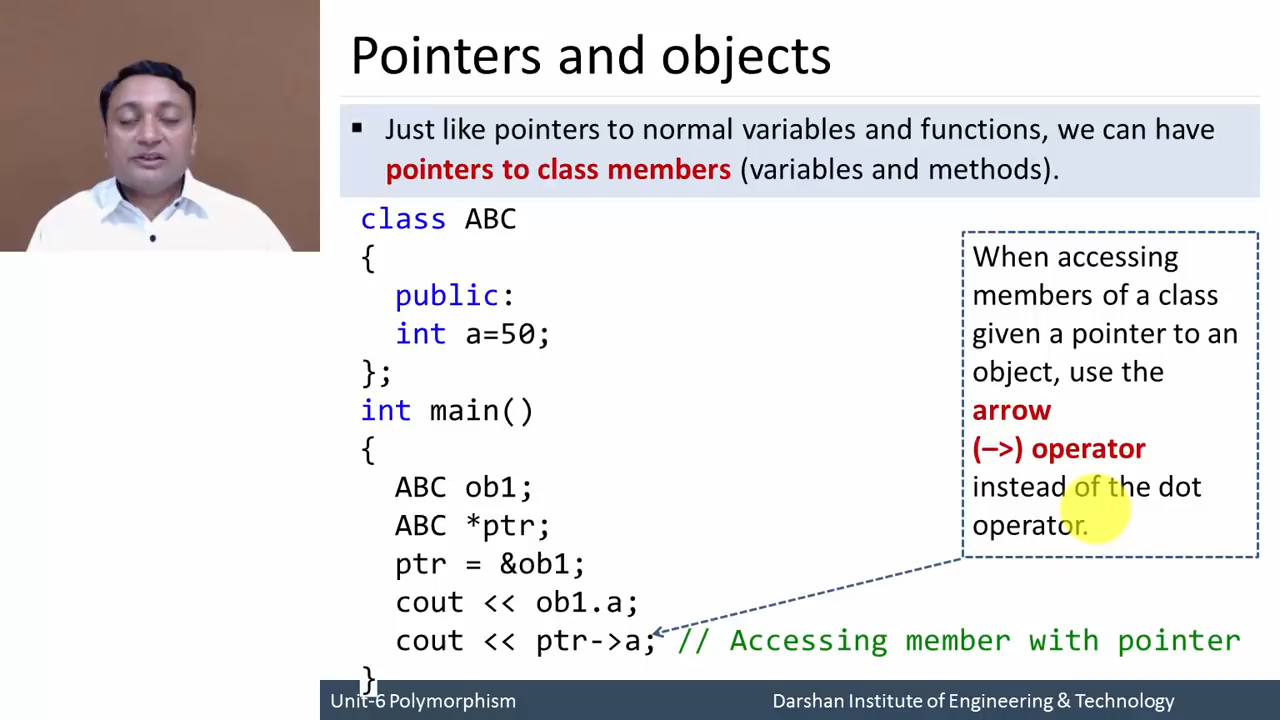 Pointers and objects
▪ Just like pointers to normal variables and functions, we can have
pointers to class members (variables and methods).
class ABC
{
public:
int a=50;
};
int main()
{
ABC ob1;
ABC *ptr;
ptr = &ob1;
cout << ob1.a;
cout << ptr->a; // Accessing member with pointer
}
When accessing
members of a class
given a pointer to an
object, use the
arrow
(–>) operator
instead of the dot
operator.
Unit-6 Polymorphism
Darshan Institute of Engineering & Technology